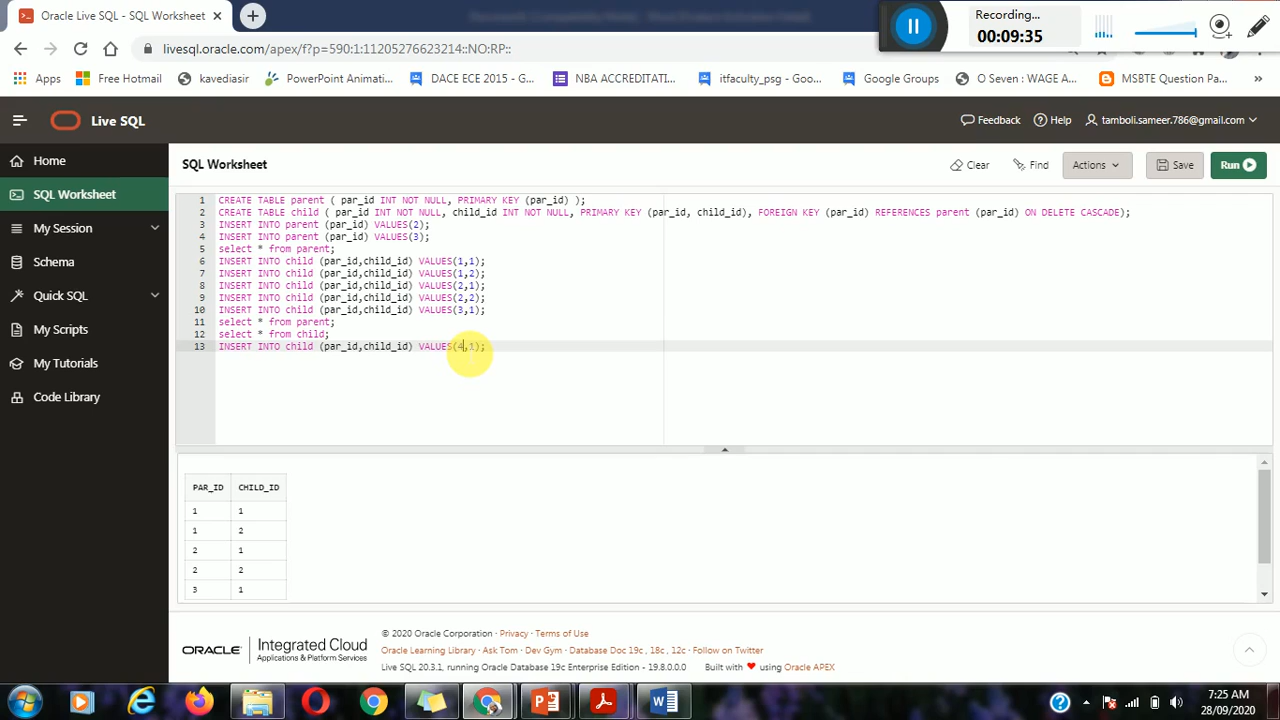 Oracle Live SQL - SQL Worksheet
Recording...
00:09:35
livesql.oracle.com/apex/f?p=590:1:11205276623214::NO:RP::
Apps
Free Hotmail
kavediasir
PowerPoint Animati...
DACE ECE 2015 - G...
NBA ACCREDITATI...
itfaculty_psg - Goo...
Google Groups
O Seven : WAGE A...
MSBTE Question Pa...
Live SQL
Feedback
Help
tamboli.sameer.786@gmail.com
Home
SQL Worksheet
My Session
Schema
Quick SQL
My Scripts
My Tutorials
Code Library
SQL Worksheet
Clear
Find
Actions
Save
Run
1 CREATE TABLE parent ( par_id INT NOT NULL, PRIMARY KEY (par_id) );
2 CREATE TABLE child ( par_id INT NOT NULL, child_id INT NOT NULL, PRIMARY KEY (par_id, child_id), FOREIGN KEY (par_id) REFERENCES parent (par_id) ON DELETE CASCADE);
3 INSERT INTO parent (par_id) VALUES(2);
4 INSERT INTO parent (par_id) VALUES(3);
5 select * from parent;
6 INSERT INTO child (par_id,child_id) VALUES(1,1);
7 INSERT INTO child (par_id,child_id) VALUES(1,2);
8 INSERT INTO child (par_id,child_id) VALUES(2,1);
9 INSERT INTO child (par_id,child_id) VALUES(2,2);
10 INSERT INTO child (par_id,child_id) VALUES(3,1);
11 select * from parent;
12 select * from child;
13 INSERT INTO child (par_id,child_id) VALUES(4,1);
PAR_ID CHILD_ID
1 1
1 2
2 1
2 2
3 1
ORACLE Integrated Cloud
Applications & Platform Services
© 2020 Oracle Corporation · Privacy · Terms of Use
Oracle Learning Library · Ask Tom · Dev Gym · Database Doc 19c, 18c, 12c · Follow on Twitter
Live SQL 20.3.1, running Oracle Database 19c Enterprise Edition - 19.8.0.0.0 Built with ❤ using Oracle APEX
7:25 AM
28/09/2020